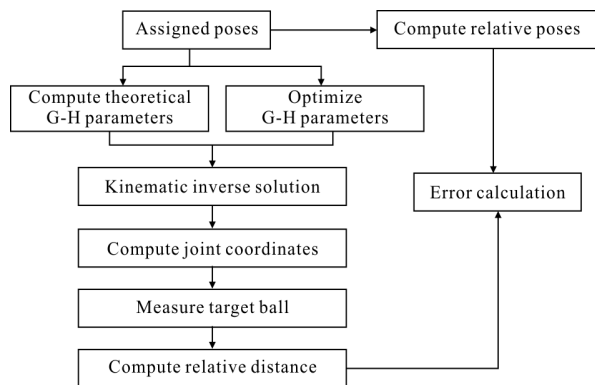 Assigned poses
Compute relative poses
Compute theoretical
G-H parameters
Optimize
G-H parameters
Kinematic inverse solution
Error calculation
Compute joint coordinates
Measure target ball
Compute relative distance